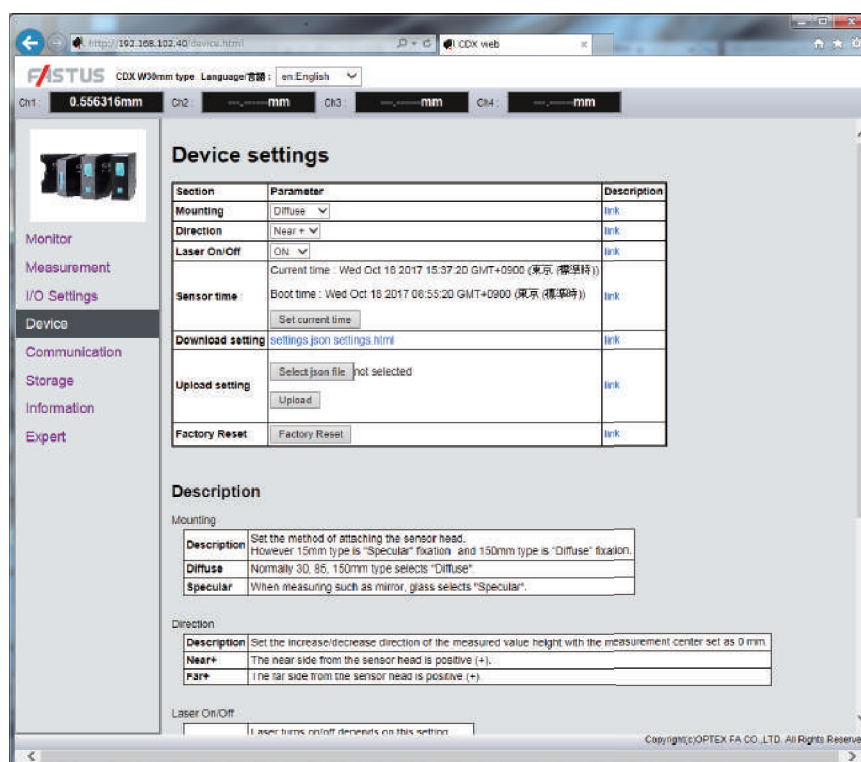 http://192.168.102.40/device.html
CDX web
FASTUS CDX W30mm type Language/言語 : en:English
Ch1 : 0.556316mm Ch2 : ---.------mm Ch3 : ---.------mm Ch4 : ---.------mm
Device settings
Section Parameter Description
Mounting Diffuse link
Direction Near + link
Laser On/Off ON link
Current time : Wed Oct 18 2017 15:37:20 GMT+0900 (東京 (標準時))
Sensor time : Boot time : Wed Oct 18 2017 08:55:20 GMT+0900 (東京 (標準時)) link
Set current time
Download setting settings.json settings.html link
Select json file not selected
Upload setting link
Upload
Factory Reset Factory Reset link
Monitor
Measurement
I/O Settings
Device
Communication
Storage
Information
Expert
Description
Mounting
Description Set the method of attaching the sensor head.
However 15mm type is "Specular" fixation and 150mm type is "Diffuse" fixation.
Diffuse Normally 30, 85, 150mm type selects "Diffuse".
Specular When measuring such as mirror, glass selects "Specular".
Direction
Description Set the increase/decrease direction of the measured value height with the measurement center set as 0 mm.
Near+ The near side from the sensor head is positive (+).
Far+ The far side from the sensor head is positive (+).
Laser On/Off
Laser turns on/off depends on this setting.
Copyright(c)OPTEX FA CO.,LTD. All Rights Reserve